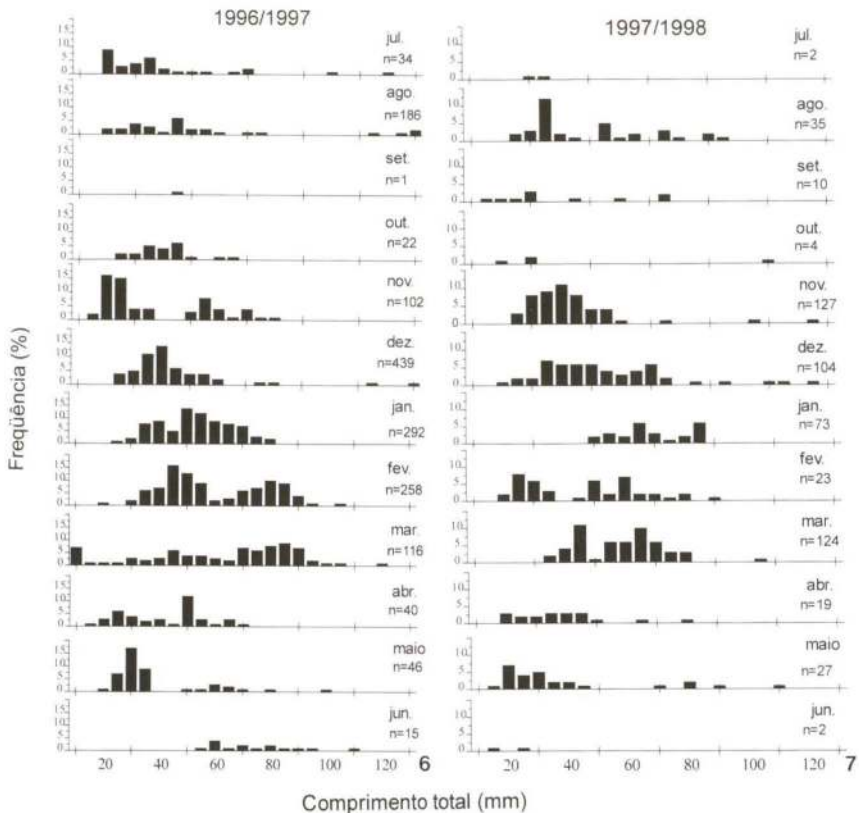 1996/1997
jul.
n=34
ago.
n=186
set.
n=1
out.
n=22
nov.
n=102
dez.
n=439
jan.
n=292
fev.
n=258
mar.
n=116
abr.
n=40
maio
n=46
jun.
n=15
20 40 60 80 100 120 6
1997/1998
jul.
n=2
ago.
n=35
set.
n=10
out.
n=4
nov.
n=127
dez.
n=104
jan.
n=73
fev.
n=23
mar.
n=124
abr.
n=19
maio
n=27
jun.
n=2
20 40 60 80 100 120 7
Freqüência (%)
Comprimento total (mm)